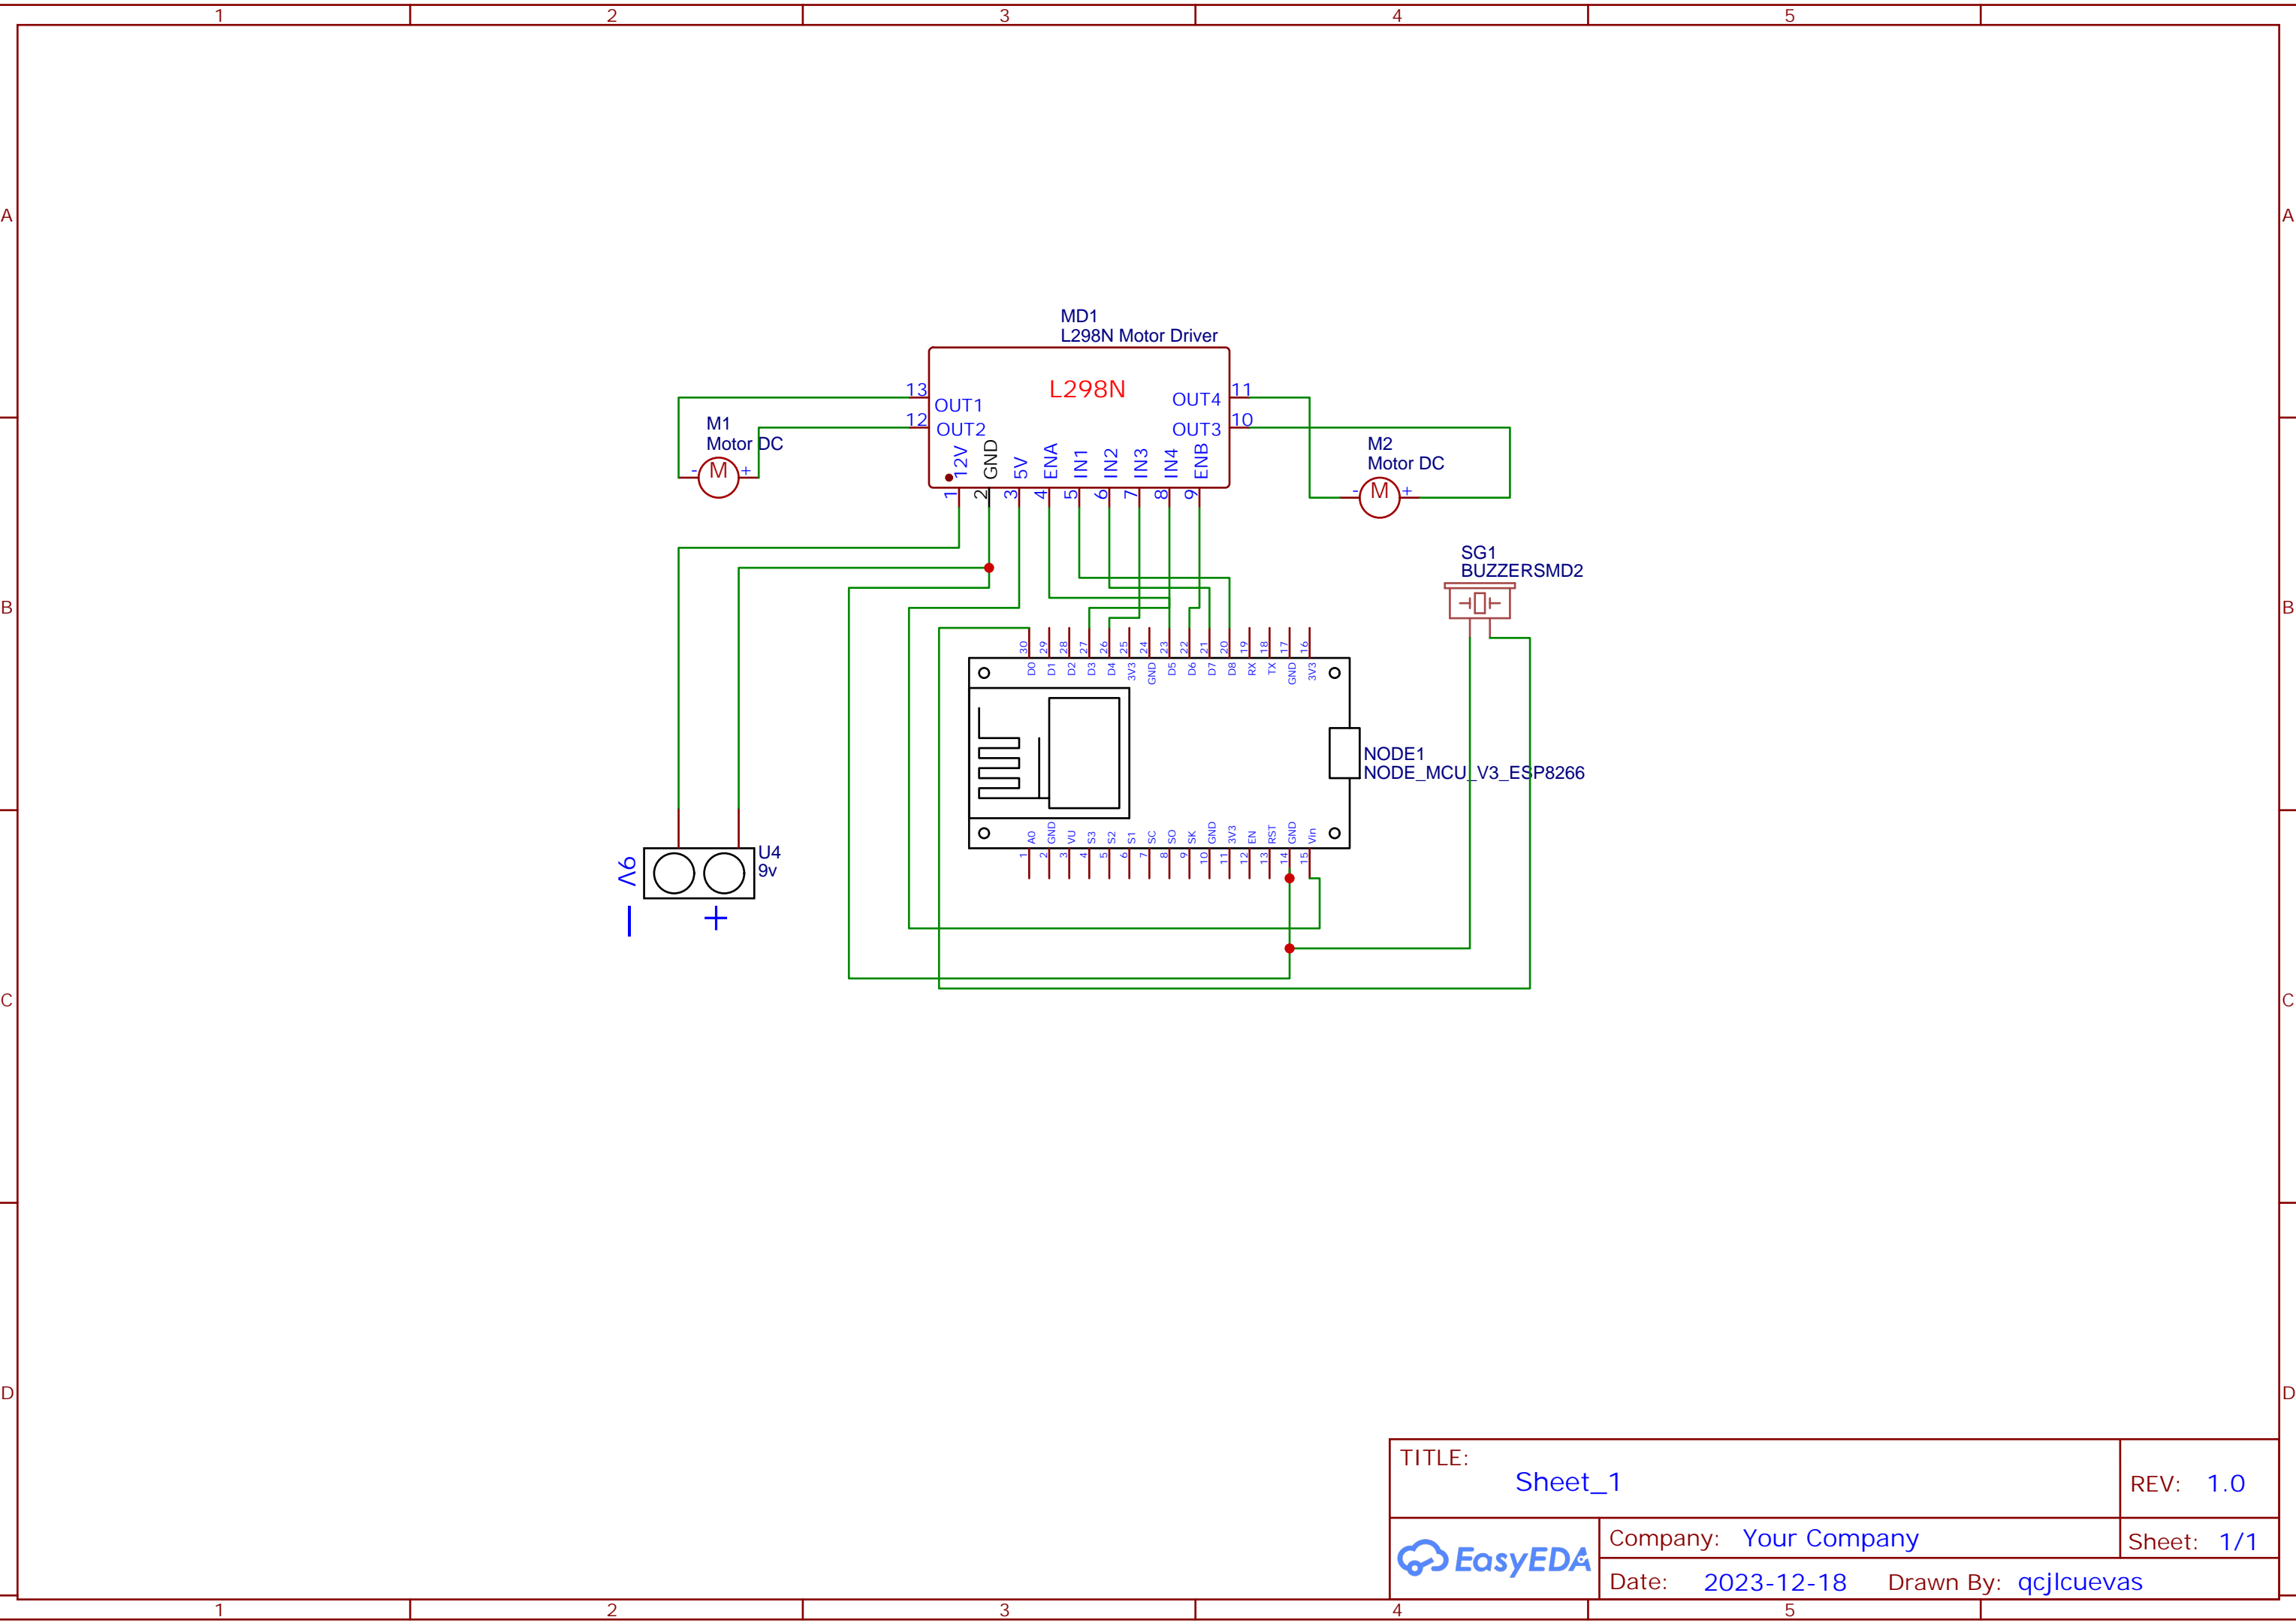 1 2 3 4 5
A A
MD1
L298N Motor Driver
L298N
13 11
OUT1 OUT4
12 10
OUT2 OUT3
12V GND 5V ENA IN1 IN2 IN3 IN4 ENB
1 2 3 4 5 6 7 8 9
M1
Motor DC
- M +
M2
Motor DC
- M +
SG1
BUZZERSMD2
B B
30 29 28 27 26 25 24 23 22 21 20 19 18 17 16
D0 D1 D2 D3 D4 3V3 GND D5 D6 D7 D8 RX TX GND 3V3
NODE1
NODE_MCU_V3_ESP8266
A0 GND VU S3 S2 S1 SC SO SK GND 3V3 EN RST GND Vin
1 2 3 4 5 6 7 8 9 10 11 12 13 14 15
U4
9v
9V
- +
C C
D D
TITLE:
Sheet_1
REV: 1.0
EasyEDA
Company: Your Company
Sheet: 1/1
Date: 2023-12-18 Drawn By: qcjlcuevas
1 2 3 4 5